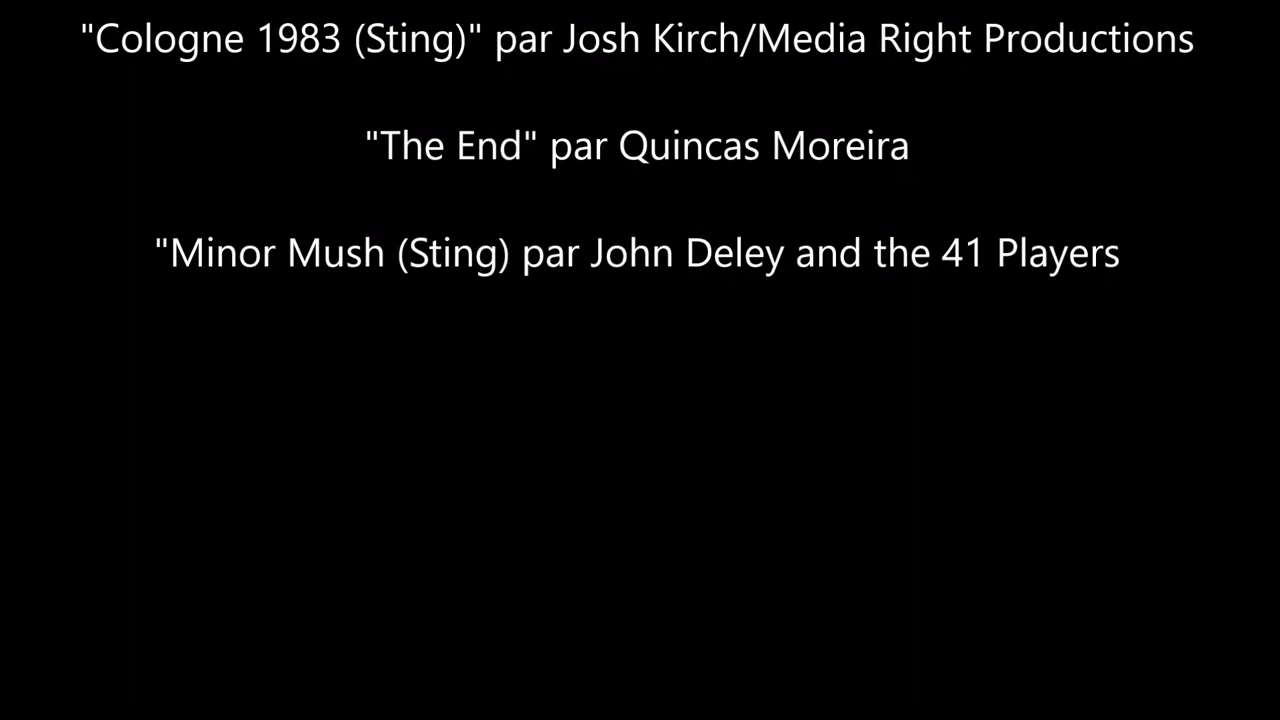 "Cologne 1983 (Sting)" par Josh Kirch/Media Right Productions
"The End" par Quincas Moreira
"Minor Mush (Sting) par John Deley and the 41 Players